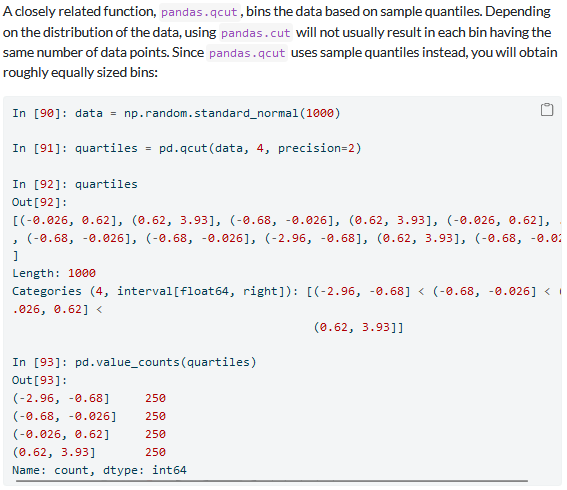 A closely related function, pandas.qcut, bins the data based on sample quantiles. Depending
on the distribution of the data, using pandas.cut will not usually result in each bin having the
same number of data points. Since pandas.qcut uses sample quantiles instead, you will obtain
roughly equally sized bins:
In [90]: data = np.random.standard_normal(1000)
In [91]: quartiles = pd.qcut(data, 4, precision=2)
In [92]: quartiles
Out[92]:
[(-0.026, 0.62], (0.62, 3.93], (-0.68, -0.026], (0.62, 3.93], (-0.026, 0.62],
, (-0.68, -0.026], (-0.68, -0.026], (-2.96, -0.68], (0.62, 3.93], (-0.68, -0.02
]
Length: 1000
Categories (4, interval[float64, right]): [(-2.96, -0.68] < (-0.68, -0.026] <
.026, 0.62] <
(0.62, 3.93]]
In [93]: pd.value_counts(quartiles)
Out[93]:
(-2.96, -0.68] 250
(-0.68, -0.026] 250
(-0.026, 0.62] 250
(0.62, 3.93] 250
Name: count, dtype: int64